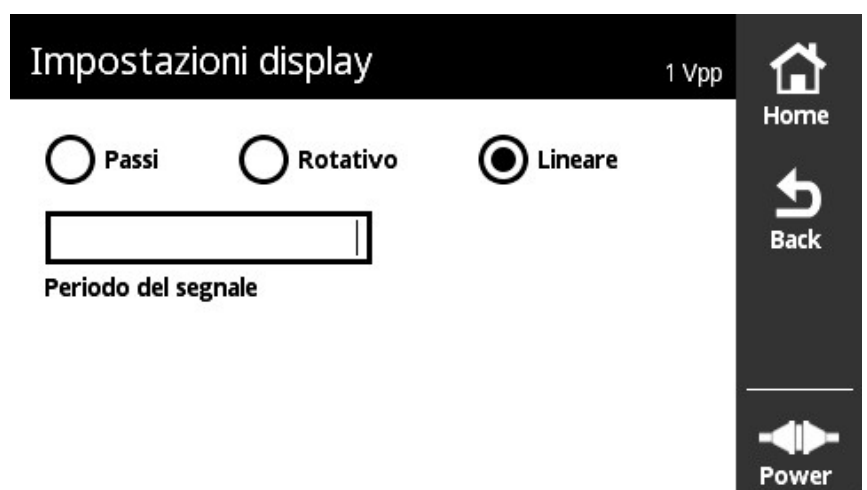 Impostazioni display
1 Vpp
Home
Passi
Rotativo
Lineare
Back
Periodo del segnale
Power